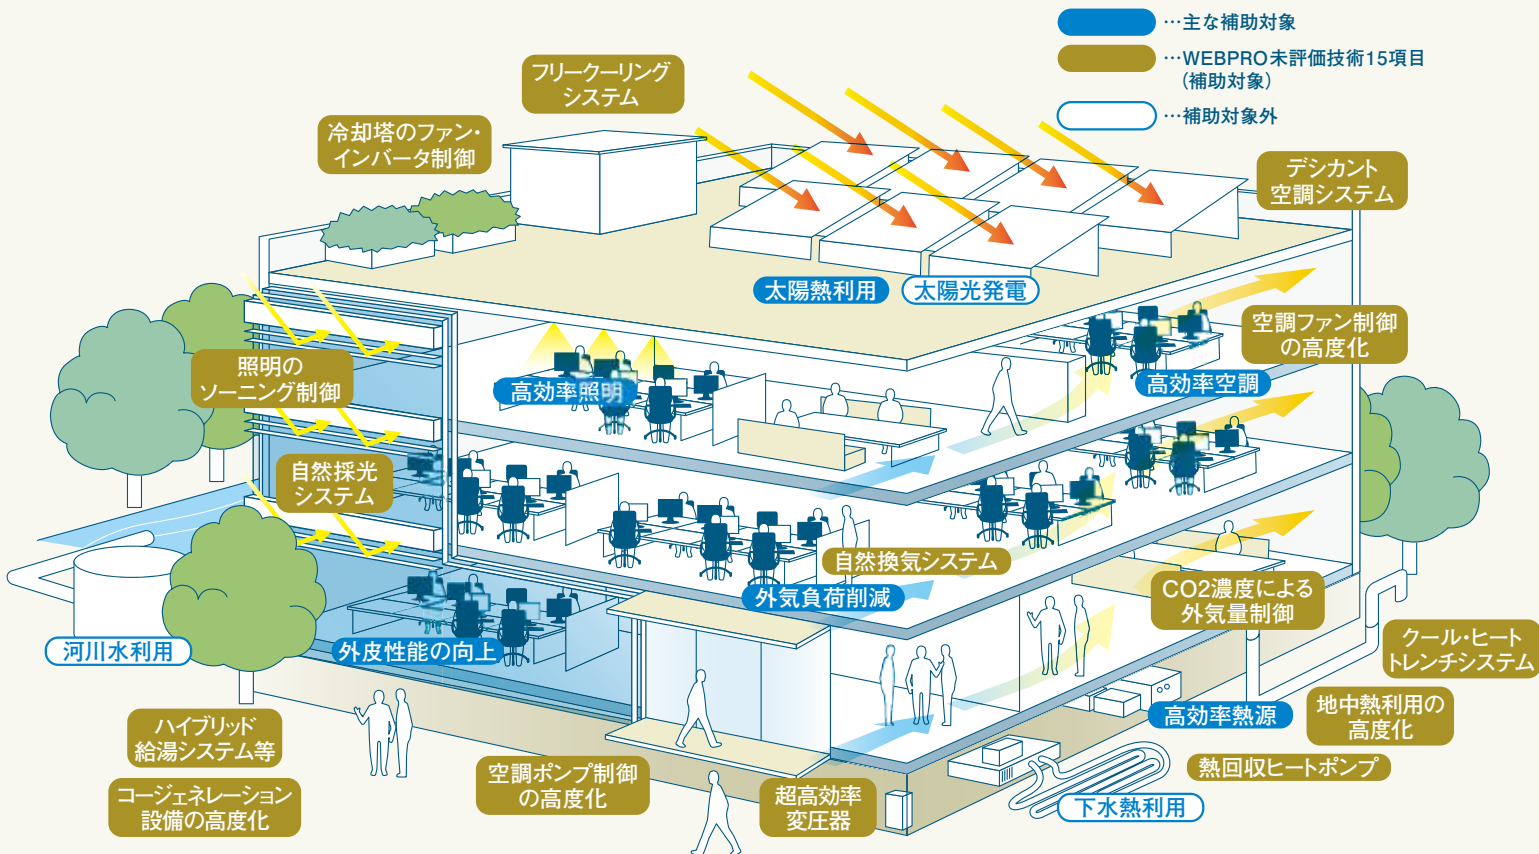 …主な補助対象
…WEBPRO未評価技術15項目
(補助対象)
…補助対象外
フリークーリング
システム
冷却塔のファン・
インバータ制御
デシカント
空調システム
太陽熱利用
太陽光発電
空調ファン制御
の高度化
照明の
ゾーニング制御
高効率照明
高効率空調
自然採光
システム
自然換気システム
外気負荷削減
CO2濃度による
外気量制御
河川水利用
外皮性能の向上
クール・ヒート
トレンチシステム
ハイブリッド
給湯システム等
高効率熱源
地中熱利用の
高度化
コージェネレーション
設備の高度化
空調ポンプ制御
の高度化
超高効率
変圧器
熱回収ヒートポンプ
下水熱利用